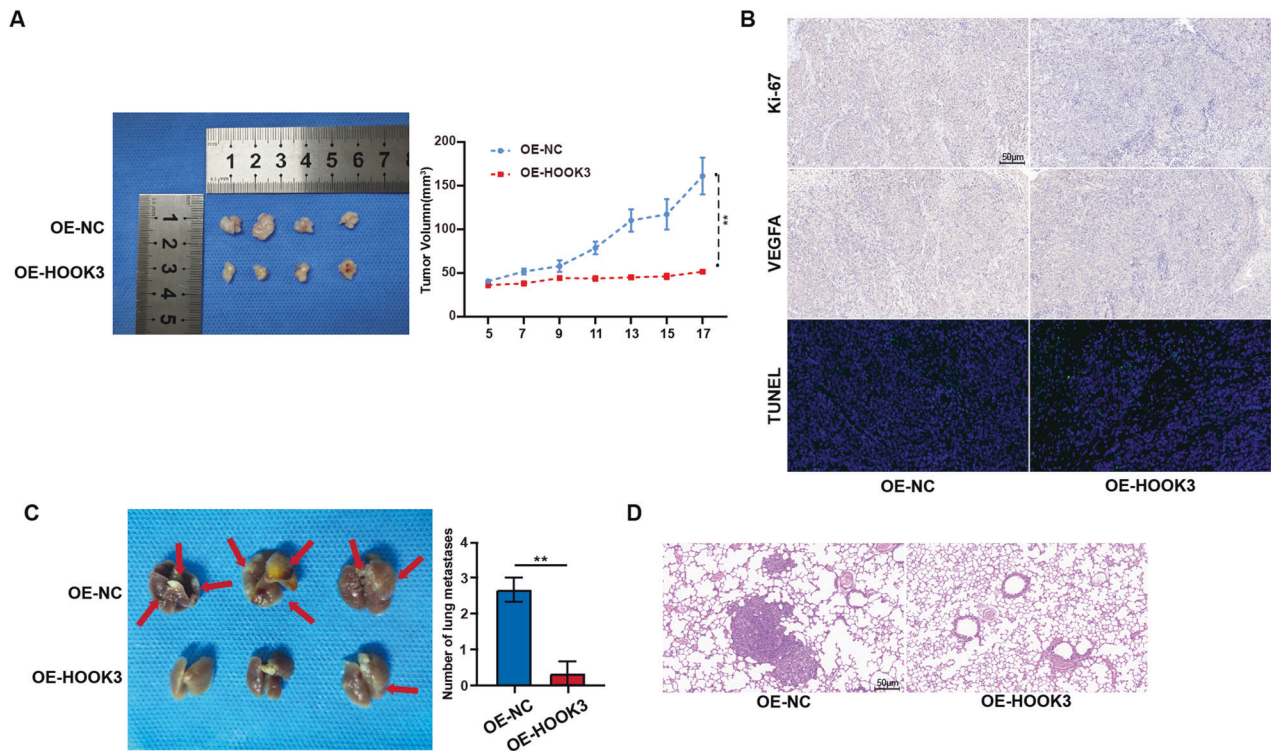 A
1 2 3 4 5 6 7 8
1
2
3
4
5
OE-NC
OE-HOOK3
Tumor Volumn(mm³)
200
150
100
50
0
5 7 9 11 13 15 17
OE-NC
OE-HOOK3
**
B
Ki-67
50μm
VEGFA
TUNEL
OE-NC
OE-HOOK3
C
OE-NC
OE-HOOK3
Number of lung metastases
4
3
2
1
0
**
OE-NC
OE-HOOK3
D
50μm
OE-NC
OE-HOOK3